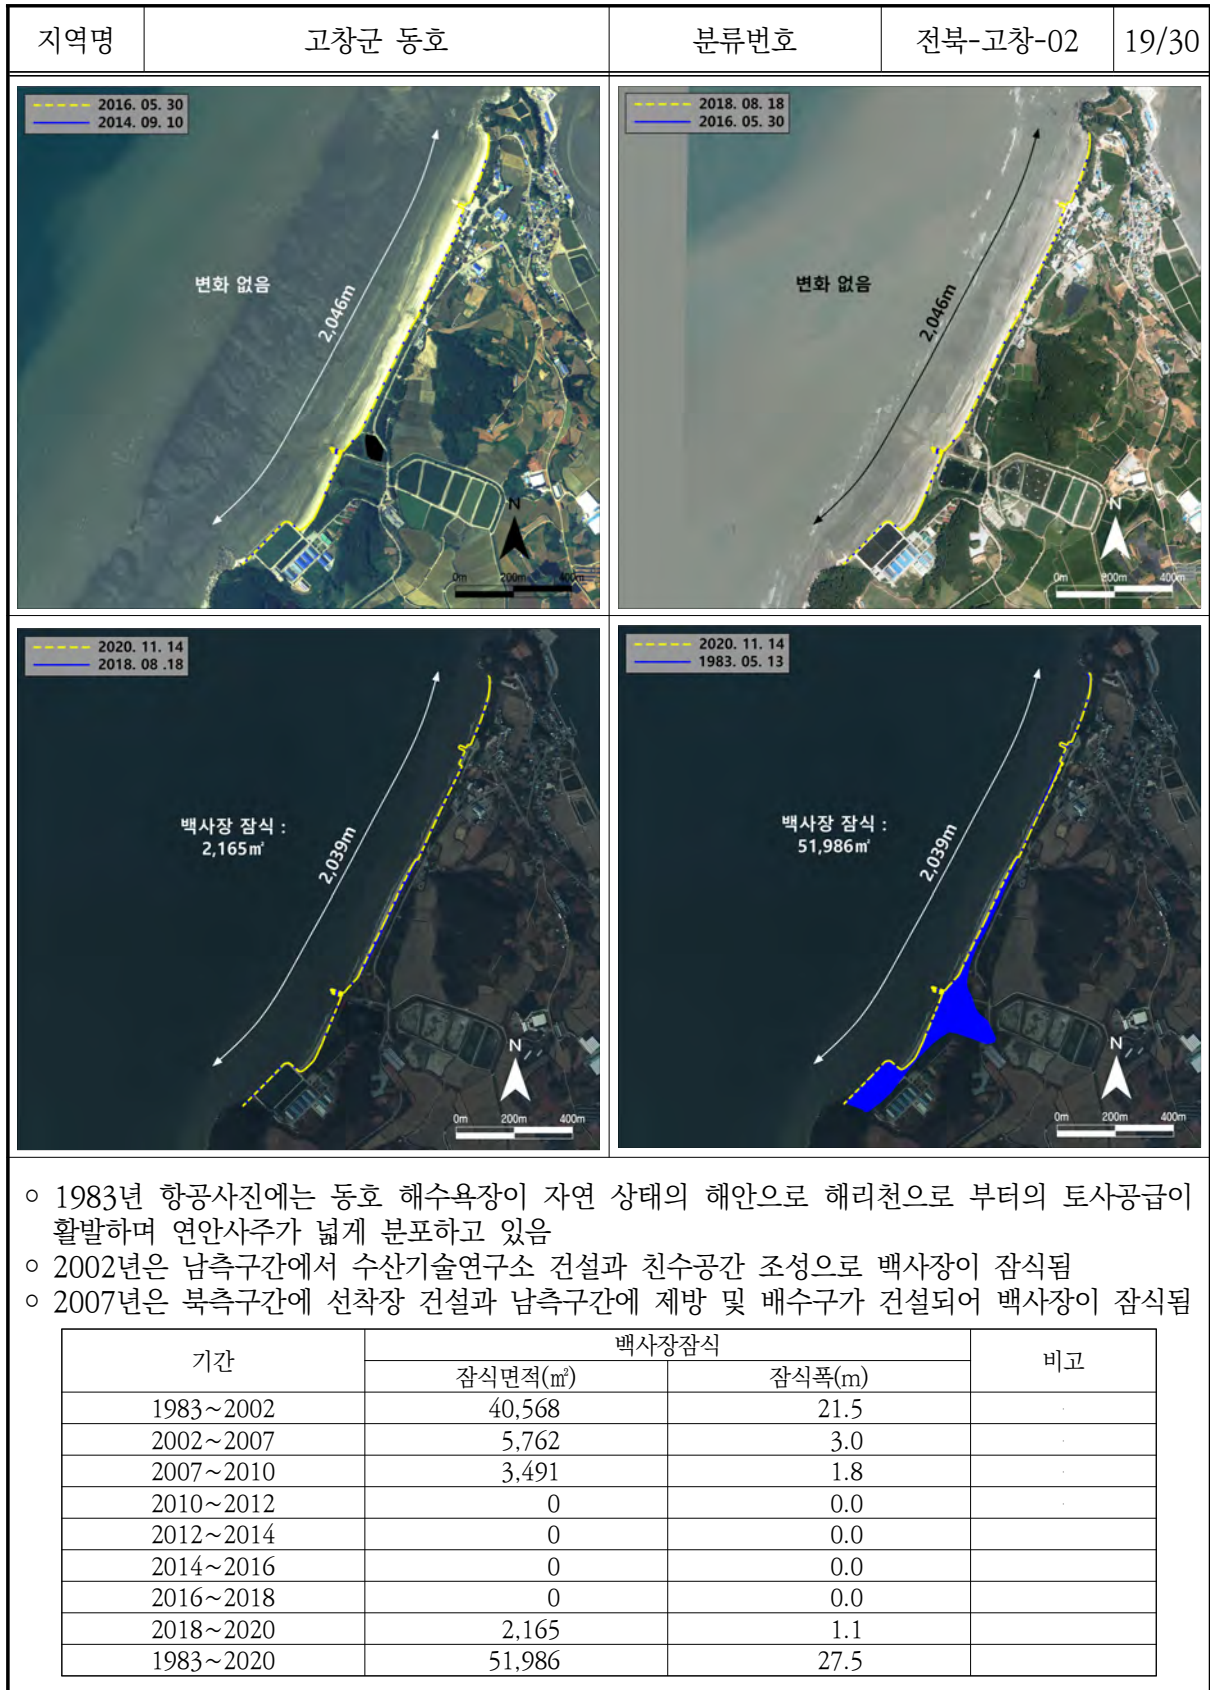 지역명 고창군 동호 분류번호 전북-고창-02 19/30
2016. 05. 30
2014. 09. 10
변화 없음
2,046m
N
0m 200m 400m
2018. 08. 18
2016. 05. 30
변화 없음
2,046m
N
0m 200m 400m
2020. 11. 14
2018. 08 .18
백사장 잠식 :
2,165㎡
2,039m
N
0m 200m 400m
2020. 11. 14
1983. 05. 13
백사장 잠식 :
51,986㎡
2,039m
N
0m 200m 400m
○ 1983년 항공사진에는 동호 해수욕장이 자연 상태의 해안으로 해리천으로 부터의 토사공급이
활발하며 연안사주가 넓게 분포하고 있음
○ 2002년은 남측구간에서 수산기술연구소 건설과 친수공간 조성으로 백사장이 잠식됨
○ 2007년은 북측구간에 선착장 건설과 남측구간에 제방 및 배수구가 건설되어 백사장이 잠식됨
기간 백사장잠식 비고
잠식면적(㎡) 잠식폭(m)
1983~2002 40,568 21.5
2002~2007 5,762 3.0
2007~2010 3,491 1.8
2010~2012 0 0.0
2012~2014 0 0.0
2014~2016 0 0.0
2016~2018 0 0.0
2018~2020 2,165 1.1
1983~2020 51,986 27.5